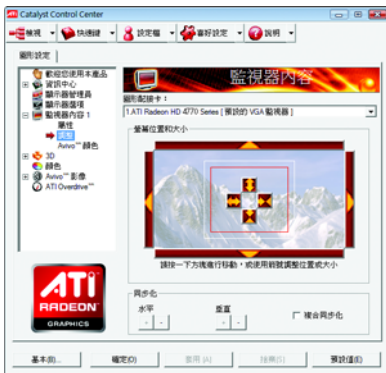 Catalyst Control Center
檢視 快速鍵 設定檔 喜好設定 說明
圖形設定
歡迎您使用本產品
資訊中心
顯示器管理員
顯示器選項
監視器內容 1
屬性
調整
Avivo™ 顏色
3D
顏色
Avivo™ 影像
ATI Overdrive™
監視器內容
圖形配接卡：
1.ATI Radeon HD 4770 Series [ 預設的 VGA 監視器 ]
螢幕位置和大小
請按一下方塊進行移動，或使用箭號調整位置或大小
同步化
水平 垂直
- - - -
複合同步化
ATI
RADEON
GRAPHICS
基本(B)... 確定(O) 套用 (A) 捨棄(S) 預設值(E)